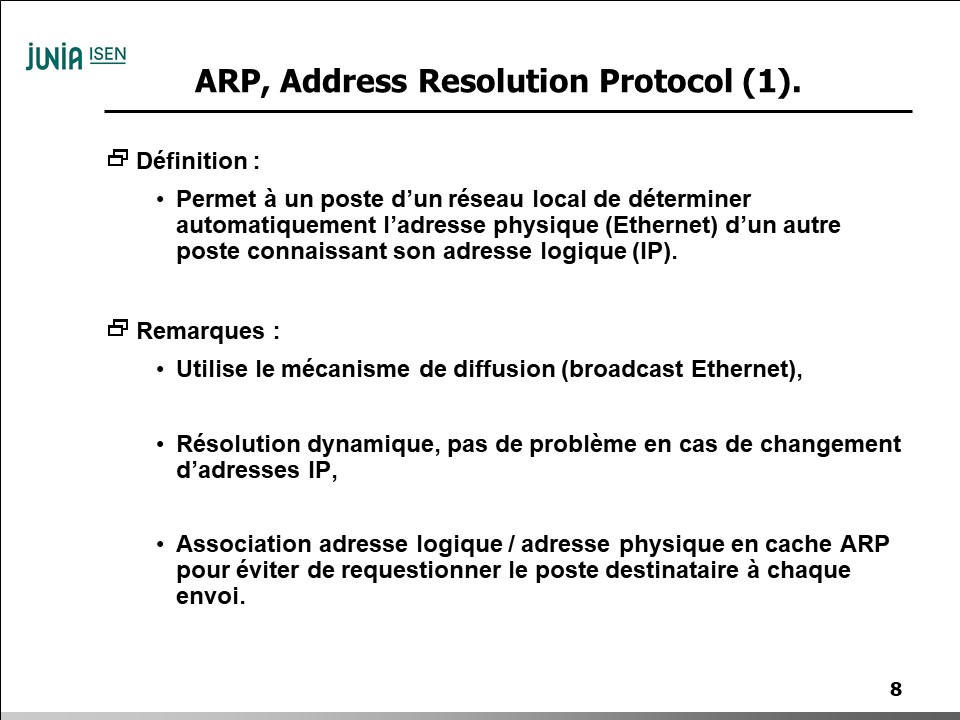 JUNIA ISEN
ARP, Address Resolution Protocol (1).
Définition :
• Permet à un poste d’un réseau local de déterminer
automatiquement l’adresse physique (Ethernet) d’un autre
poste connaissant son adresse logique (IP).
Remarques :
• Utilise le mécanisme de diffusion (broadcast Ethernet),
• Résolution dynamique, pas de problème en cas de changement
d’adresses IP,
• Association adresse logique / adresse physique en cache ARP
pour éviter de requestionner le poste destinataire à chaque
envoi.
8